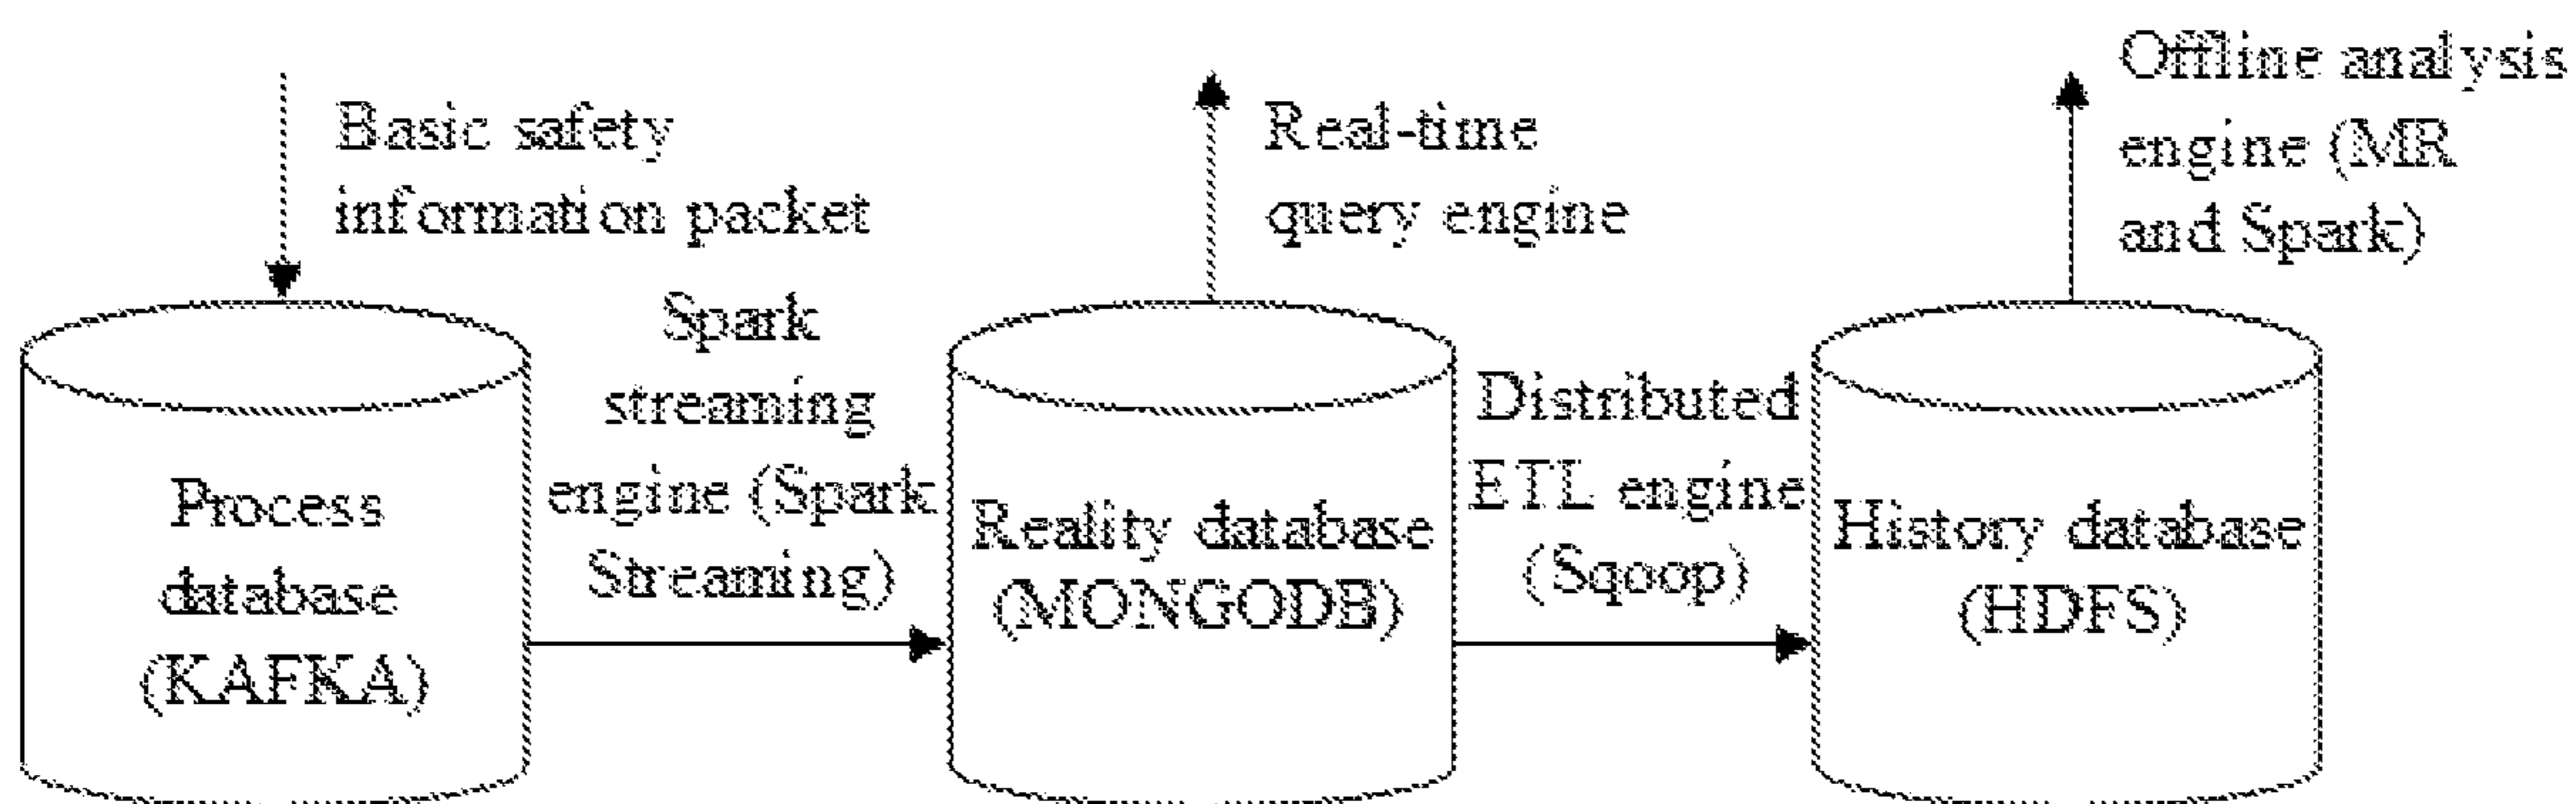 Basic safety
information packet
Real-time
query engine
Offline analysis
engine (MR
and Spark)
Spark
streaming
engine (Spark
Streaming)
Distributed
ETL engine
(Sqoop)
Process
database
(KAFKA)
Reality database
(MONGODB)
History database
(HDFS)